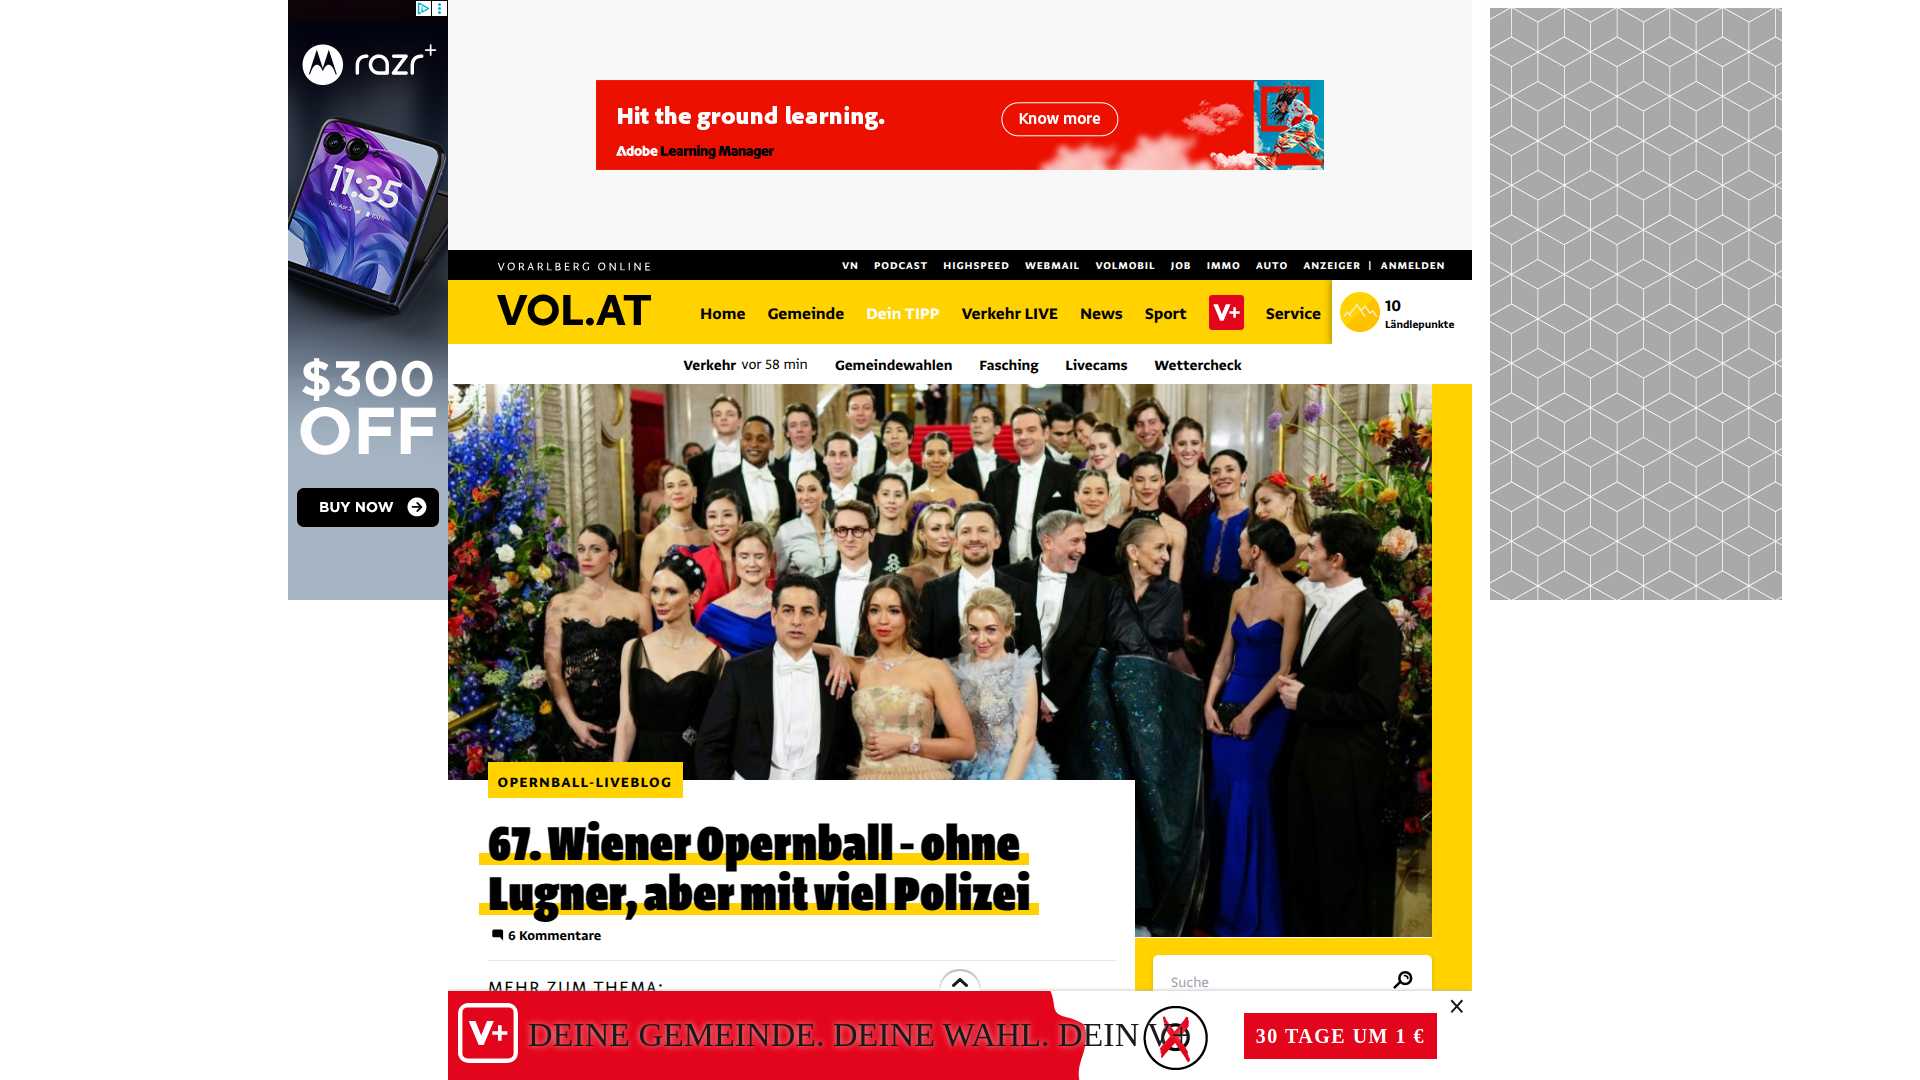 razr+
11:35
$300
OFF
BUY NOW
Hit the ground learning.
Know more
Adobe Learning Manager
VORARLBERG ONLINE
VN PODCAST HIGHSPEED WEBMAIL VOLMOBIL JOB IMMO AUTO ANZEIGER | ANMELDEN
VOL.AT
Home Gemeinde Dein TIPP Verkehr LIVE News Sport V+ Service
10
Ländlepunkte
Verkehr vor 58 min Gemeindewahlen Fasching Livecams Wettercheck
OPERNBALL-LIVEBLOG
67. Wiener Opernball – ohne
Lugner, aber mit viel Polizei
6 Kommentare
MEHR ZUM THEMA:
Suche
V+
DEINE GEMEINDE. DEINE WAHL. DEIN V+
30 TAGE UM 1 €